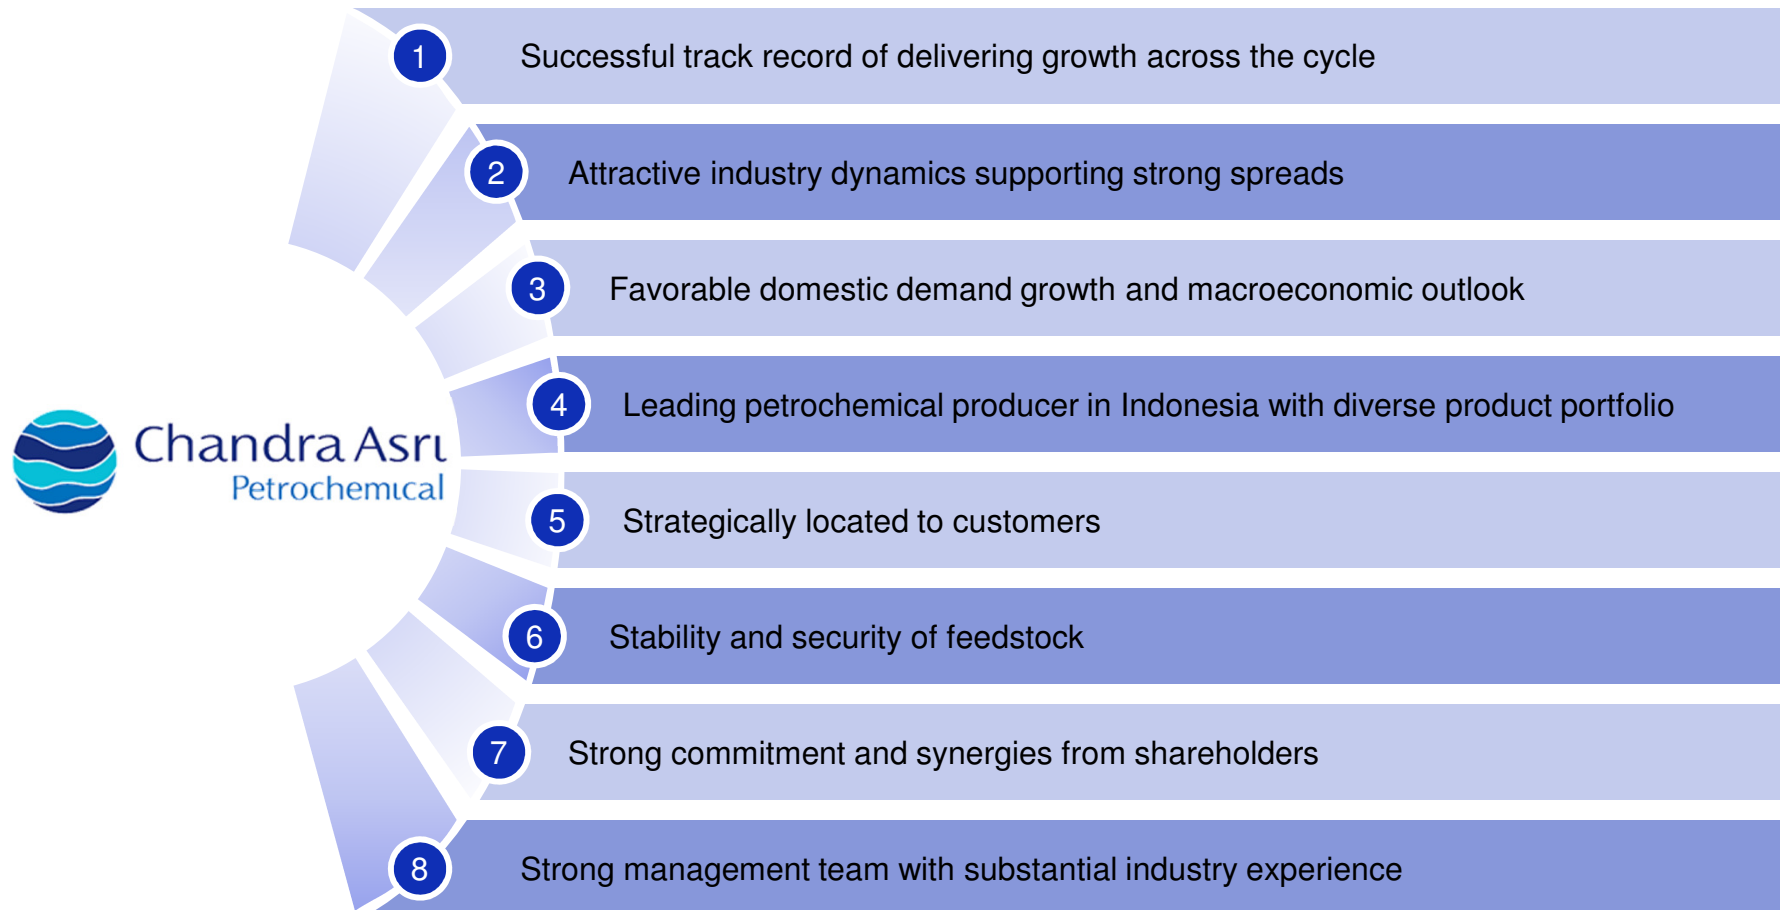 1 Successful track record of delivering growth across the cycle
2 Attractive industry dynamics supporting strong spreads
3 Favorable domestic demand growth and macroeconomic outlook
4 Leading petrochemical producer in Indonesia with diverse product portfolio
Chandra Asri
Petrochemical
5 Strategically located to customers
6 Stability and security of feedstock
7 Strong commitment and synergies from shareholders
8 Strong management team with substantial industry experience